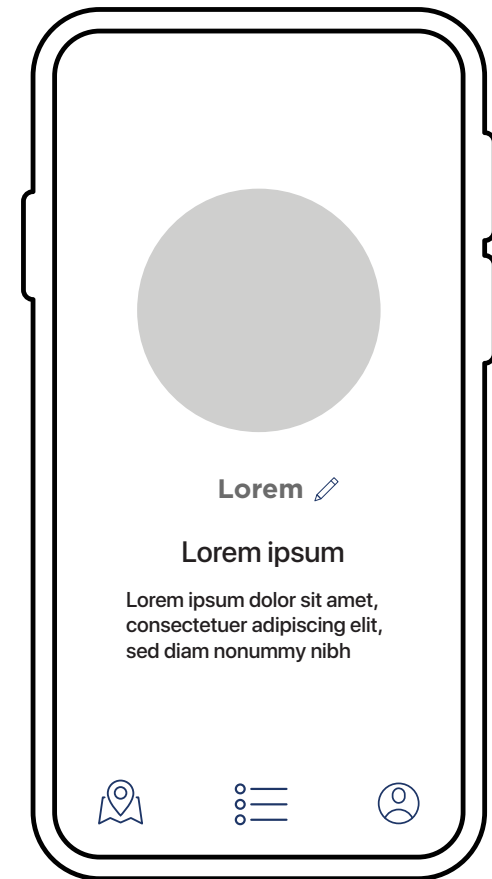 Lorem
Lorem ipsum
Lorem ipsum dolor sit amet,
consectetuer adipiscing elit,
sed diam nonummy nibh